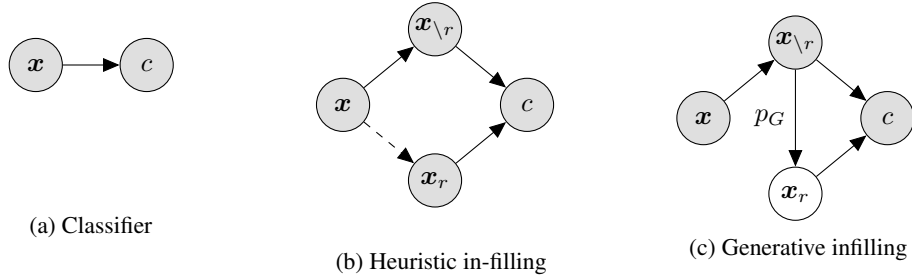 x
c
(a) Classifier
x
x\r
x_r
c
(b) Heuristic in-filling
x
x\r
p_G
x_r
c
(c) Generative infilling